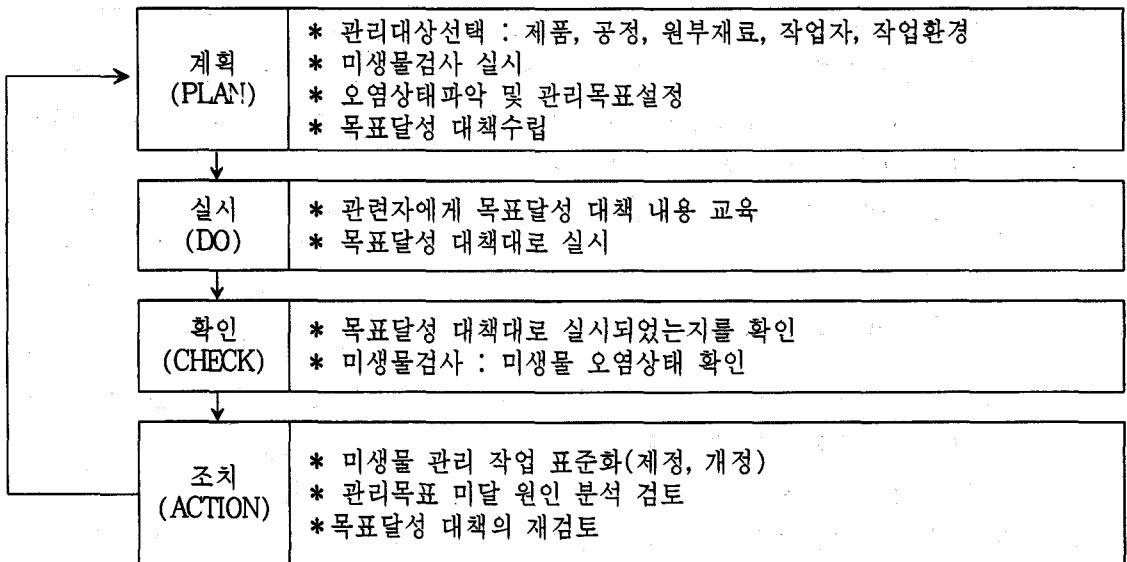 계획
(PLAN)
* 관리대상선택 : 제품, 공정, 원부재료, 작업자, 작업환경
* 미생물검사 실시
* 오염상태파악 및 관리목표설정
* 목표달성 대책수립
실시
(DO)
* 관련자에게 목표달성 대책 내용 교육
* 목표달성 대책대로 실시
확인
(CHECK)
* 목표달성 대책대로 실시되었는지를 확인
* 미생물검사 : 미생물 오염상태 확인
조치
(ACTION)
* 미생물 관리 작업 표준화(제정, 개정)
* 관리목표 미달 원인 분석 검토
*목표달성 대책의 재검토